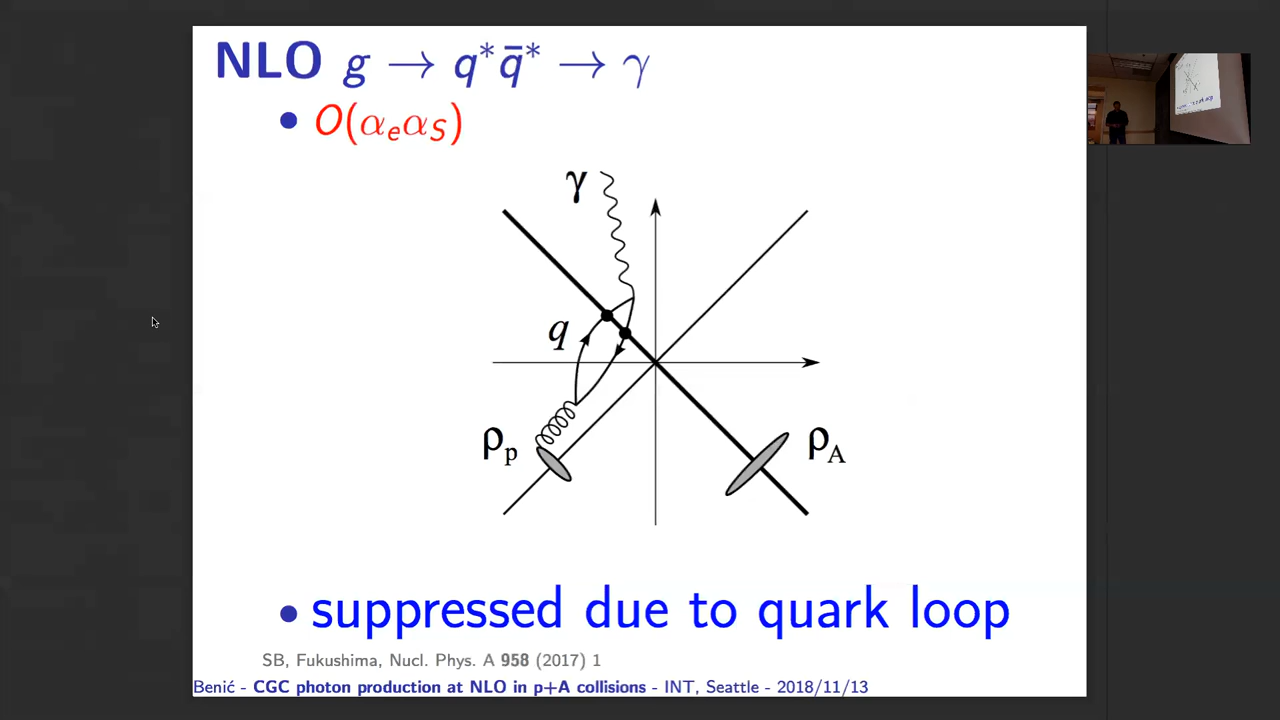 NLO g → q* q̄* → γ
• O(αₑα_S)
γ
q
ρp
ρA
• suppressed due to quark loop
SB, Fukushima, Nucl. Phys. A 958 (2017) 1
Benić - CGC photon production at NLO in p+A collisions - INT, Seattle - 2018/11/13